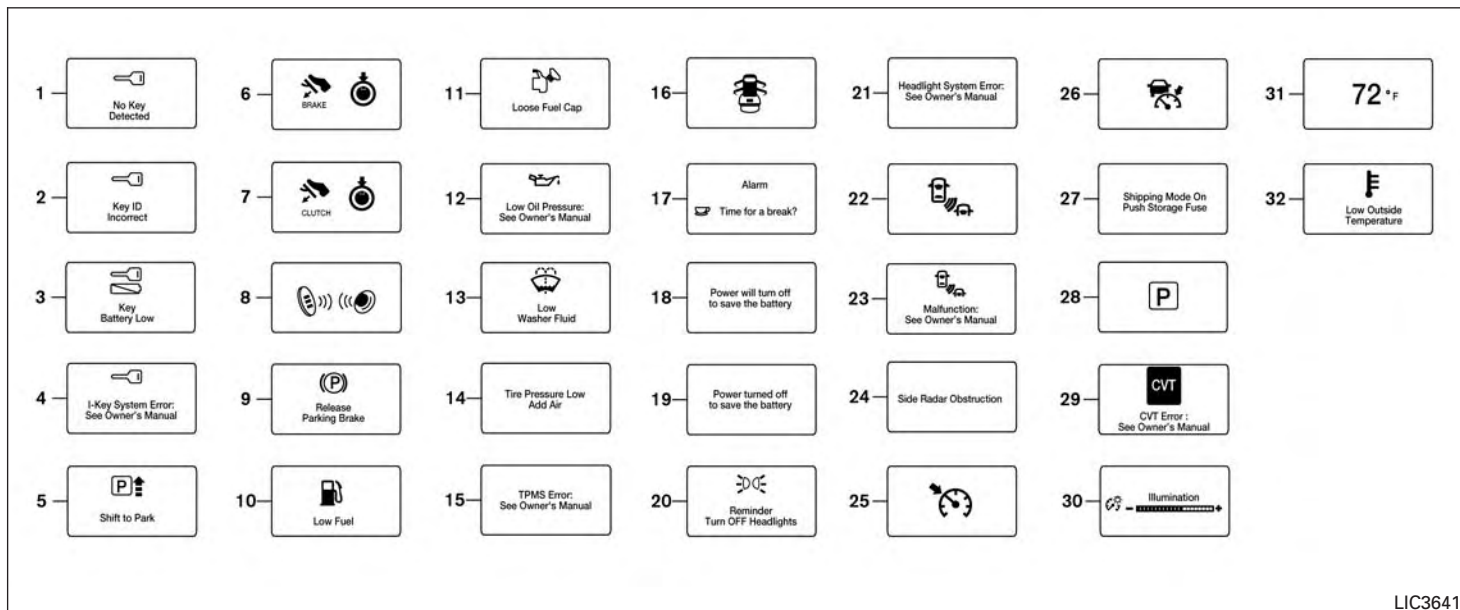 1
No Key
Detected
2
Key ID
Incorrect
3
Key
Battery Low
4
I-Key System Error:
See Owner's Manual
5
P
Shift to Park
6
BRAKE
7
CLUTCH
8
9
P
Release
Parking Brake
10
Low Fuel
11
Loose Fuel Cap
12
Low Oil Pressure:
See Owner's Manual
13
Low
Washer Fluid
14
Tire Pressure Low
Add Air
15
TPMS Error:
See Owner's Manual
16
17
Alarm
Time for a break?
18
Power will turn off
to save the battery
19
Power turned off
to save the battery
20
Reminder
Turn OFF Headlights
21
Headlight System Error:
See Owner's Manual
22
23
Malfunction:
See Owner's Manual
24
Side Radar Obstruction
25
26
27
Shipping Mode On
Push Storage Fuse
28
P
29
CVT
CVT Error :
See Owner's Manual
30
Illumination
- +
31
72°F
32
Low Outside
Temperature
LIC3641